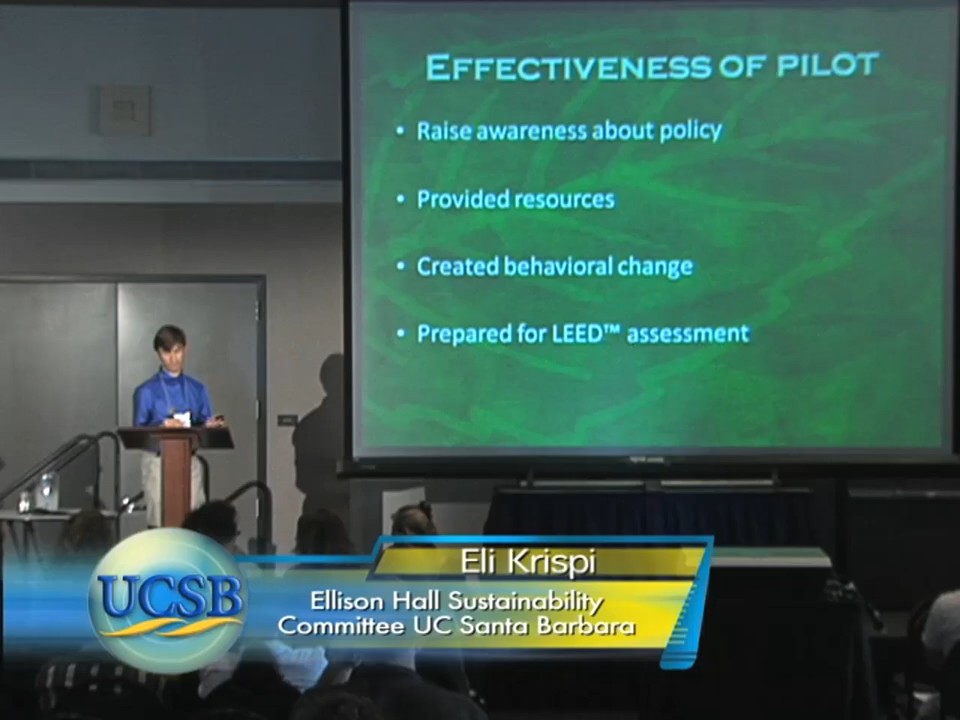 EFFECTIVENESS OF PILOT
• Raise awareness about policy
• Provided resources
• Created behavioral change
• Prepared for LEED™ assessment
Eli Krispi
UCSB
Ellison Hall Sustainability
Committee UC Santa Barbara